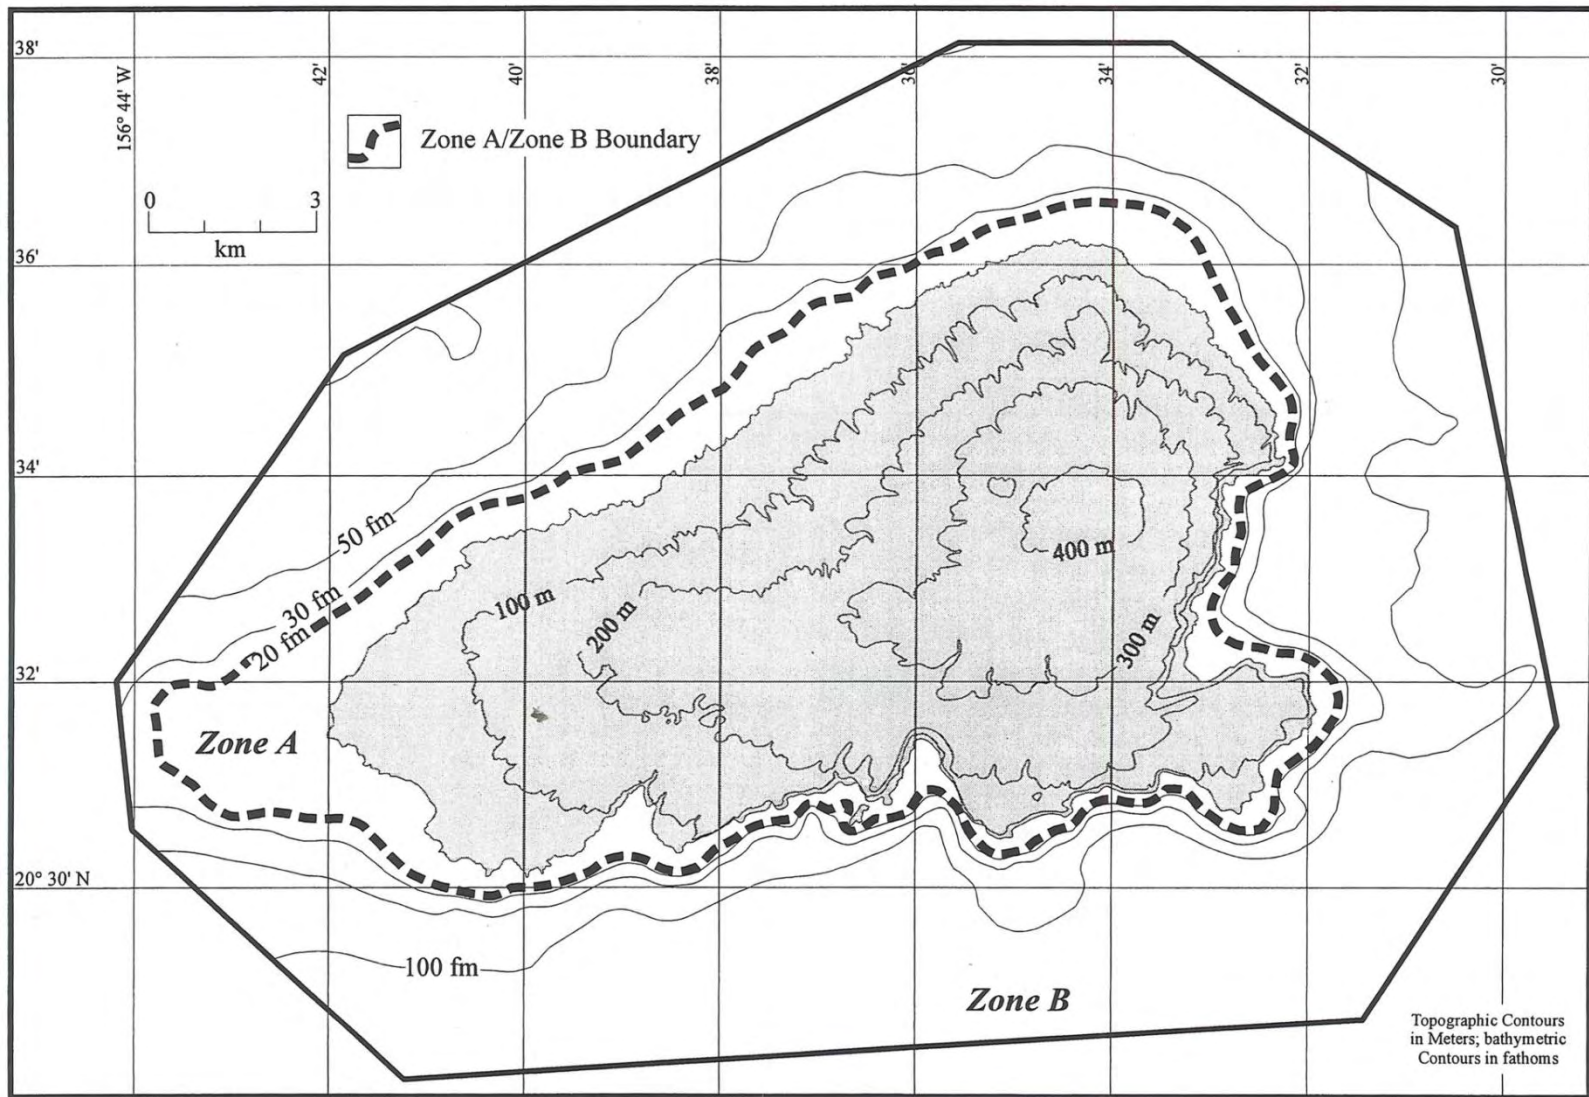 38'
156° 44' W
42'
40'
38'
36'
34'
32'
30'
Zone A/Zone B Boundary
0 3
km
36'
34'
50 fm
400 m
30 fm
100 m
20 fm
200 m
300 m
32'
Zone A
20° 30' N
100 fm
Zone B
Topographic Contours
in Meters; bathymetric
Contours in fathoms